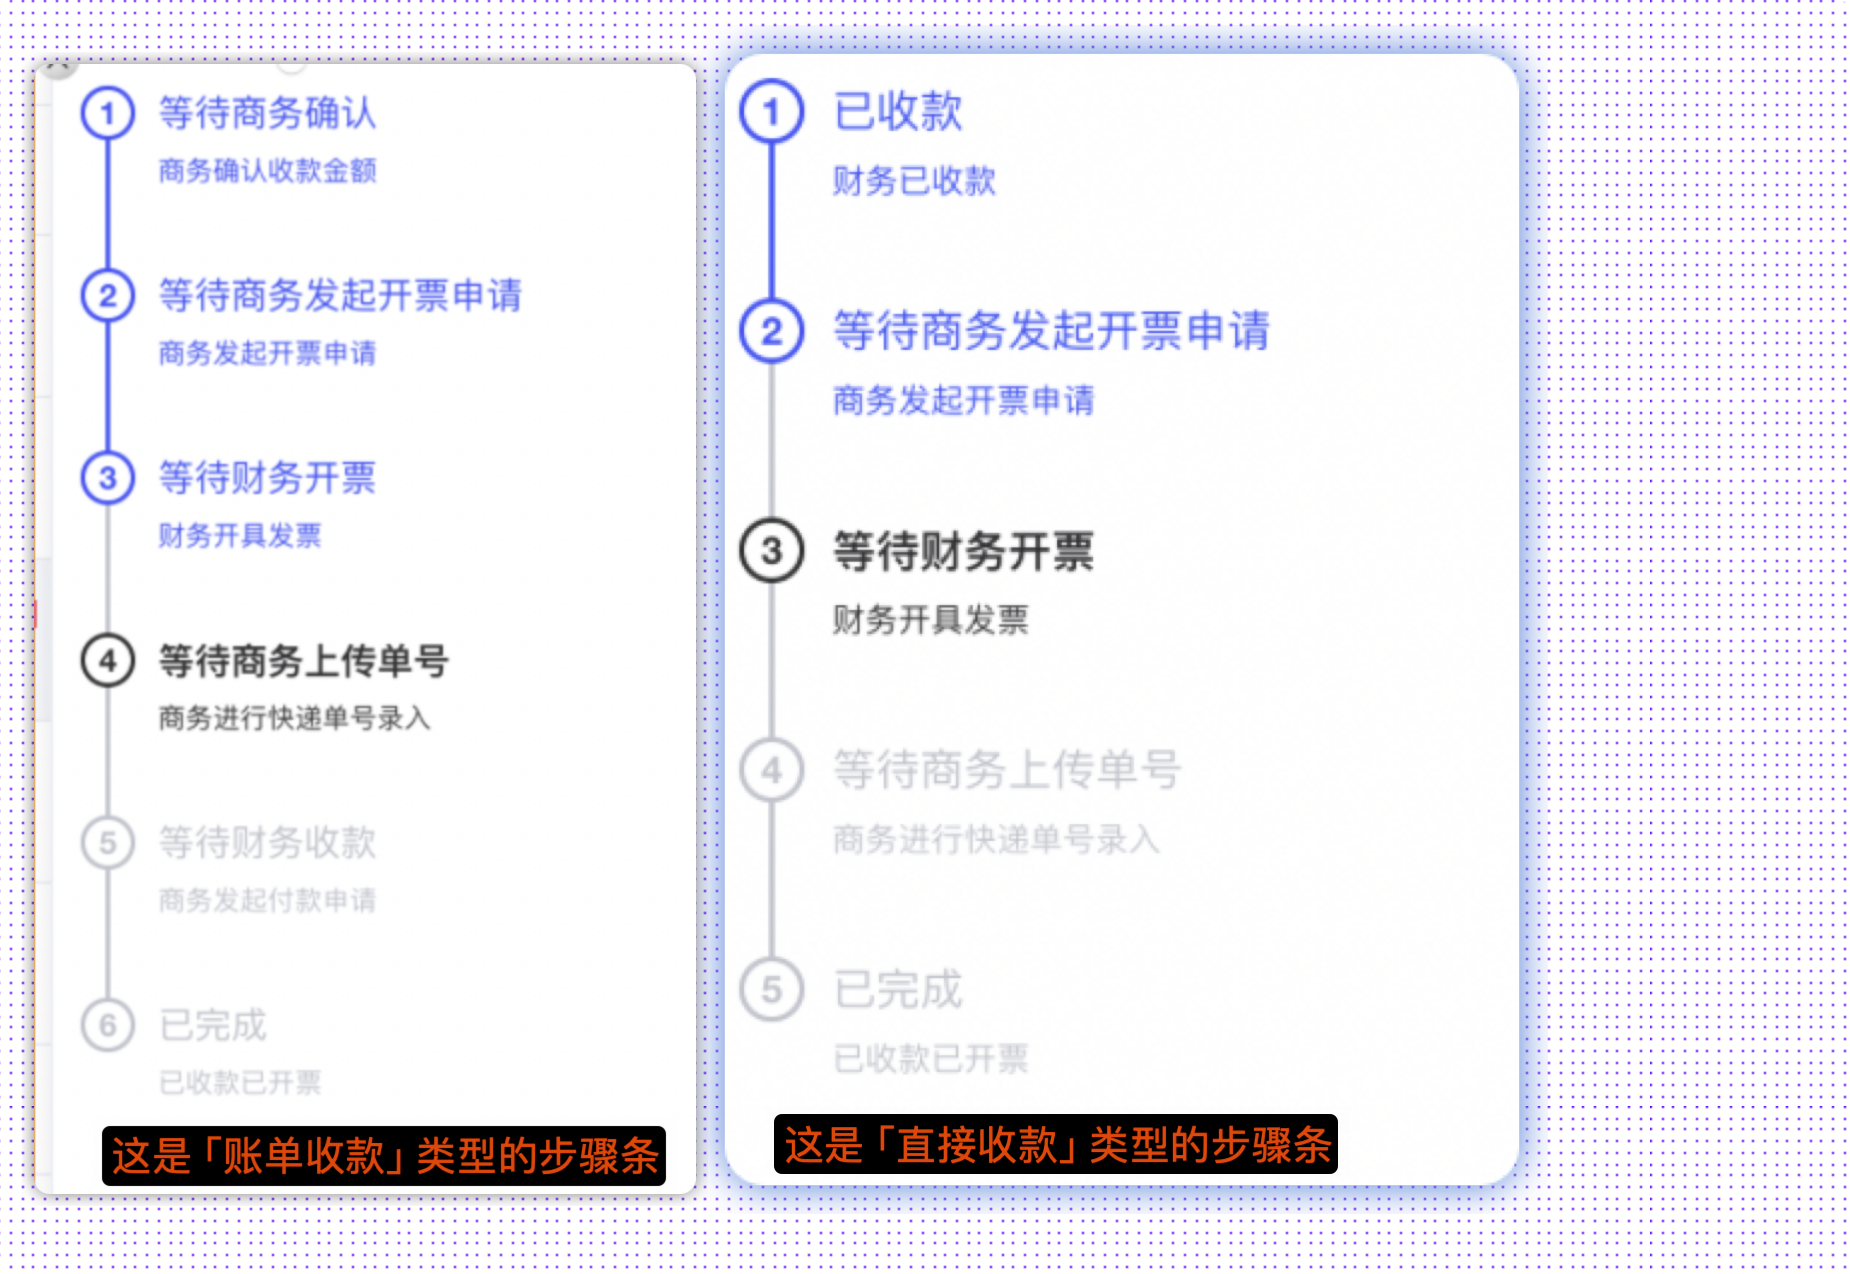 1 等待商务确认
商务确认收款金额
2 等待商务发起开票申请
商务发起开票申请
3 等待财务开票
财务开具发票
4 等待商务上传单号
商务进行快递单号录入
5 等待财务收款
商务发起付款申请
6 已完成
已收款已开票
这是「账单收款」类型的步骤条
1 已收款
财务已收款
2 等待商务发起开票申请
商务发起开票申请
3 等待财务开票
财务开具发票
4 等待商务上传单号
商务进行快递单号录入
5 已完成
已收款已开票
这是「直接收款」类型的步骤条